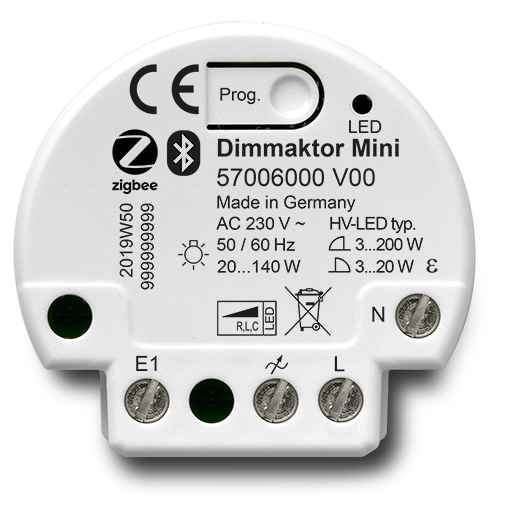 CE
Prog.
LED
zigbee
Dimmaktor Mini
57006000 V00
Made in Germany
AC 230 V ~
50 / 60 Hz
20...140 W
HV-LED typ.
3...200 W
3...20 W
2019W50
9999999999
R,L,C
LED
N
E1
L